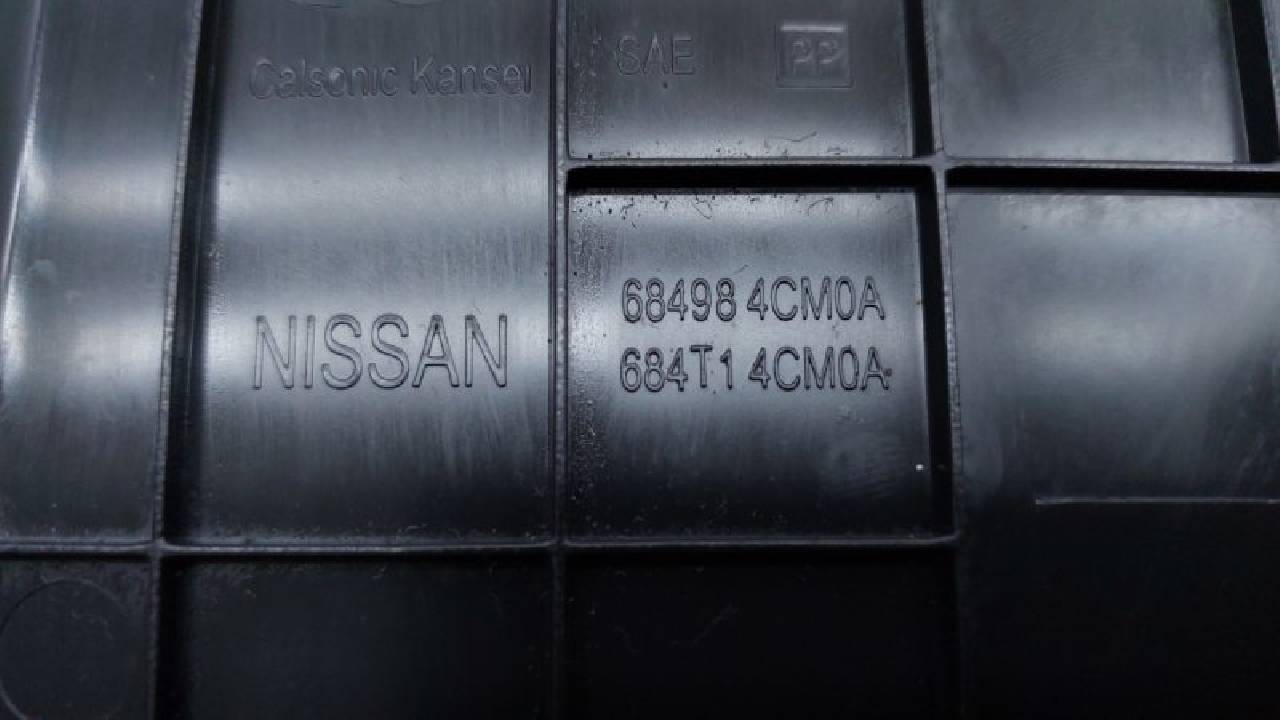 Calsonic Kansei
SAE
PP
NISSAN
68498 4CM0A
684T1 4CM0A